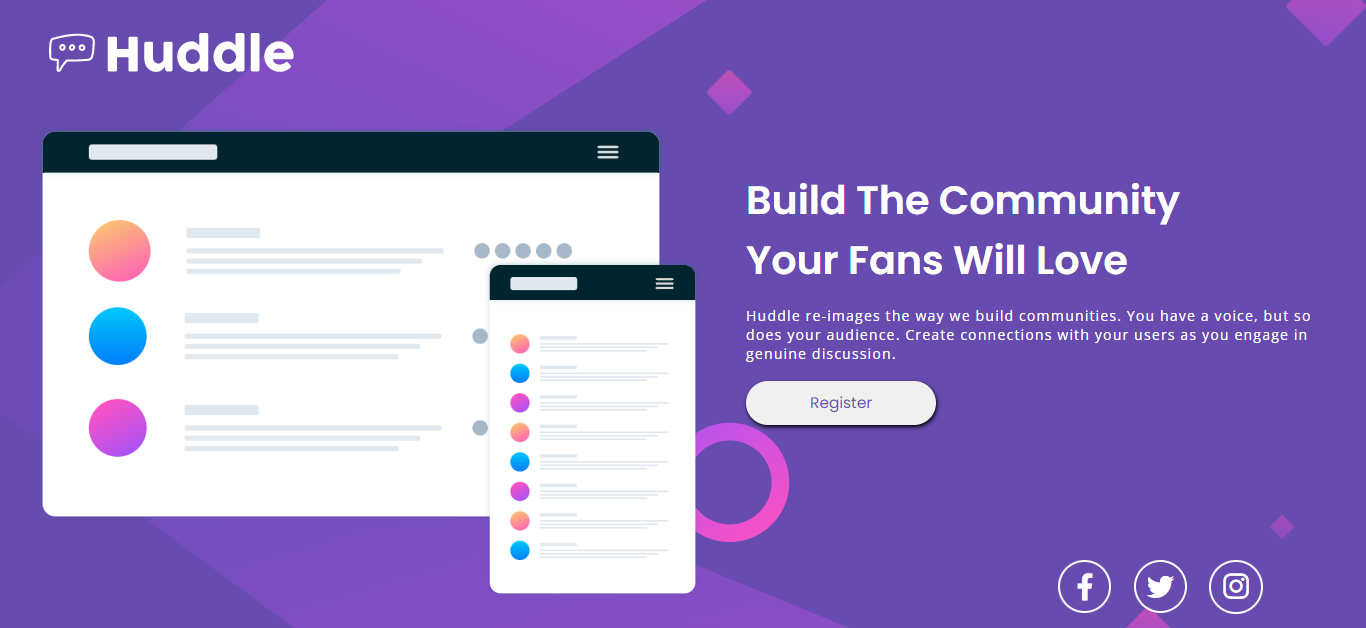 Huddle
Build The Community
Your Fans Will Love
Huddle re-images the way we build communities. You have a voice, but so
does your audience. Create connections with your users as you engage in
genuine discussion.
Register